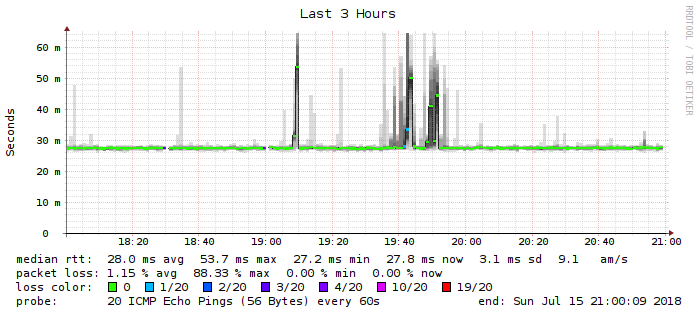 Last 3 Hours
RRDTOOL / TOBI OETIKER
Seconds
60 m
50 m
40 m
30 m
20 m
10 m
0
18:20 18:40 19:00 19:20 19:40 20:00 20:20 20:40 21:00
median rtt: 28.0 ms avg 53.7 ms max 27.2 ms min 27.8 ms now 3.1 ms sd 9.1 am/s
packet loss: 1.15 % avg 88.33 % max 0.00 % min 0.00 % now
loss color: 0 1/20 2/20 3/20 4/20 10/20 19/20
probe: 20 ICMP Echo Pings (56 Bytes) every 60s end: Sun Jul 15 21:00:09 2018